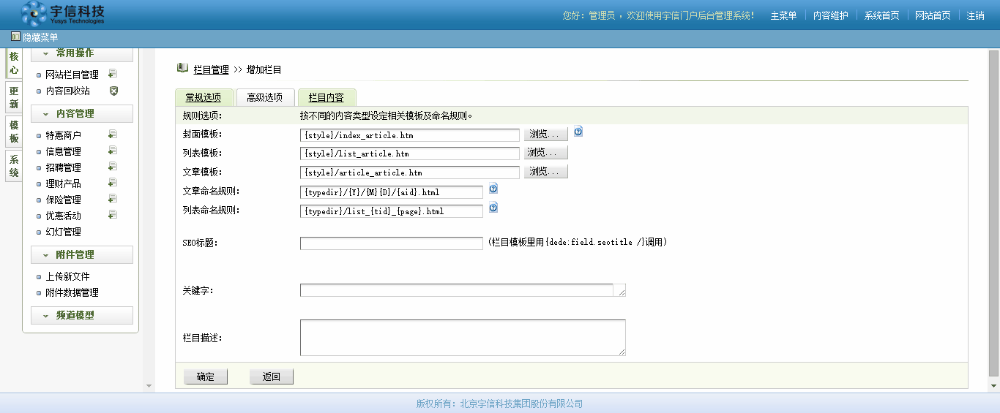 宇信科技
Yusys Technologies
您好：管理员 ，欢迎使用宇信门户后台管理系统！ 主菜单 内容维护 系统首页 网站首页 注销
隐藏菜单
核心
更新
模板
系统
常用操作
网站栏目管理
内容回收站
内容管理
特惠商户
信息管理
招聘管理
理财产品
保险管理
优惠活动
幻灯管理
附件管理
上传新文件
附件数据管理
频道模型
栏目管理 >> 增加栏目
常规选项 高级选项 栏目内容
规则选项： 按不同的内容类型设定相关模板及命名规则。
封面模板： {style}/index_article.htm 浏览...
列表模板： {style}/list_article.htm 浏览...
文章模板： {style}/article_article.htm 浏览...
文章命名规则： {typedir}/{Y}/{M}{D}/{aid}.html
列表命名规则： {typedir}/list_{tid}_{page}.html
SEO标题： (栏目模板里用{dede:field.seotitle /}调用)
关键字：
栏目描述：
确定 返回
版权所有：北京宇信科技集团股份有限公司